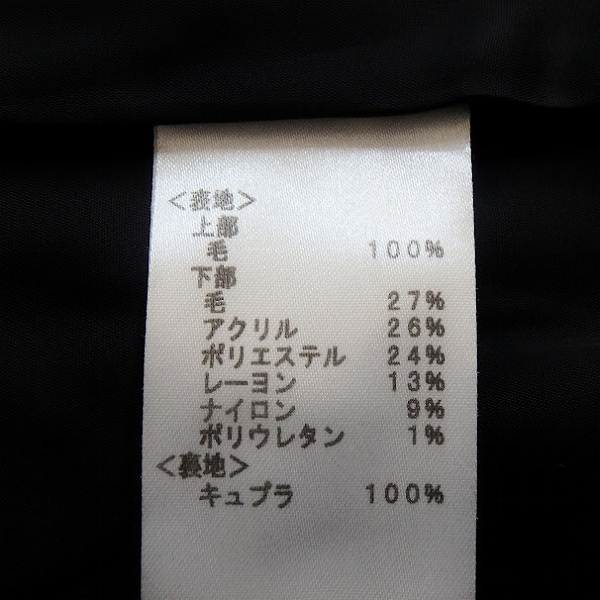 <表地>
上部
毛 100%
下部
毛 27%
アクリル 26%
ポリエステル 24%
レーヨン 13%
ナイロン 9%
ポリウレタン 1%
<裏地>
キュプラ 100%